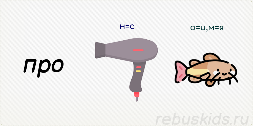 про
н=с
о=и,м=я
rebuskids.ru